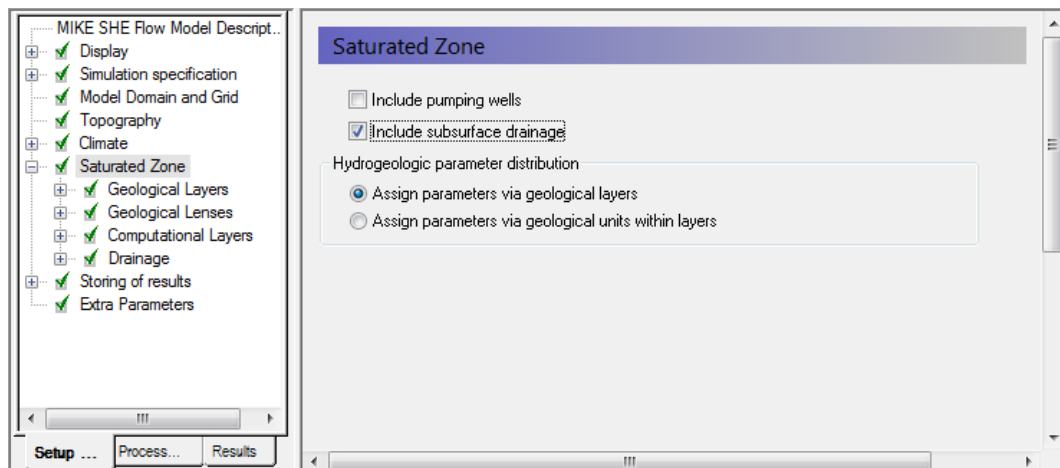 MIKE SHE Flow Model Descript..
Display
Simulation specification
Model Domain and Grid
Topography
Climate
Saturated Zone
Geological Layers
Geological Lenses
Computational Layers
Drainage
Storing of results
Extra Parameters
Setup ...
Process...
Results
Saturated Zone
Include pumping wells
Include subsurface drainage
Hydrogeologic parameter distribution
Assign parameters via geological layers
Assign parameters via geological units within layers